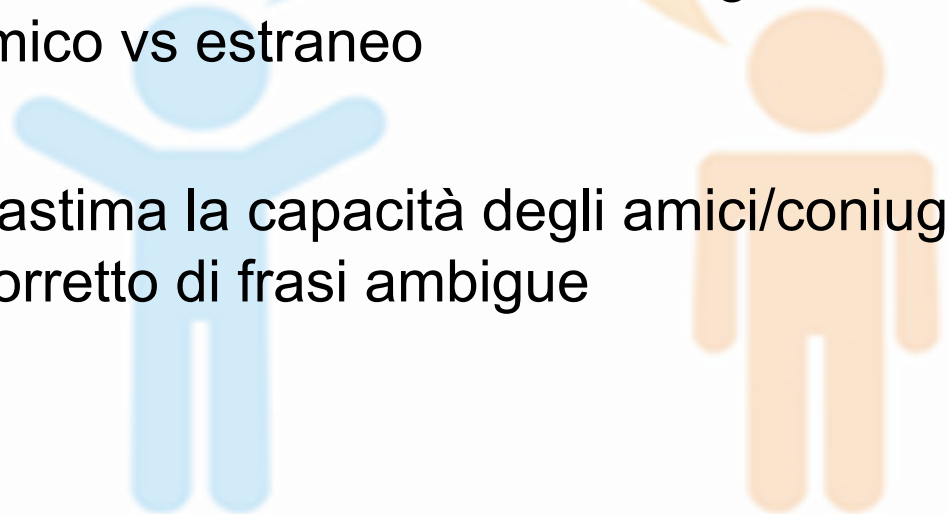 mico vs estraneo
astima la capacità degli amici/coniug
orretto di frasi ambigue